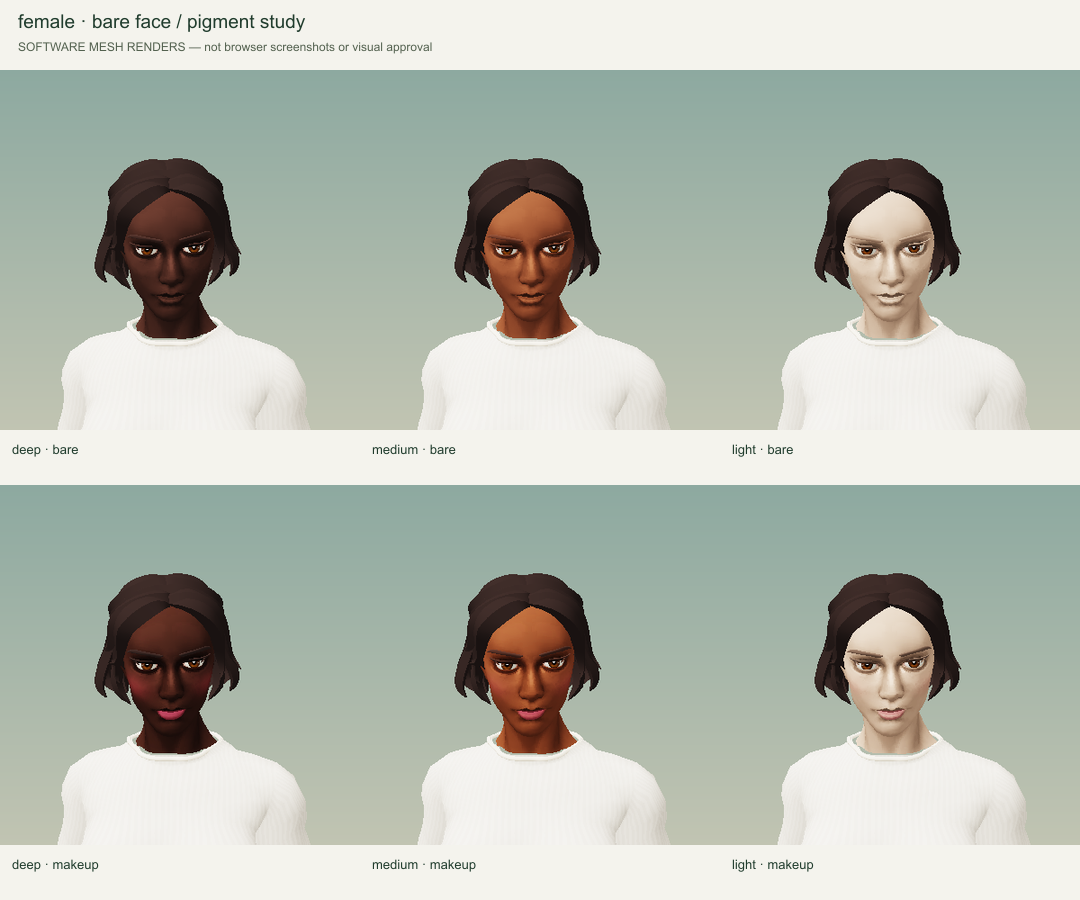 female · bare face / pigment study
SOFTWARE MESH RENDERS — not browser screenshots or visual approval
deep · bare
medium · bare
light · bare
deep · makeup
medium · makeup
light · makeup